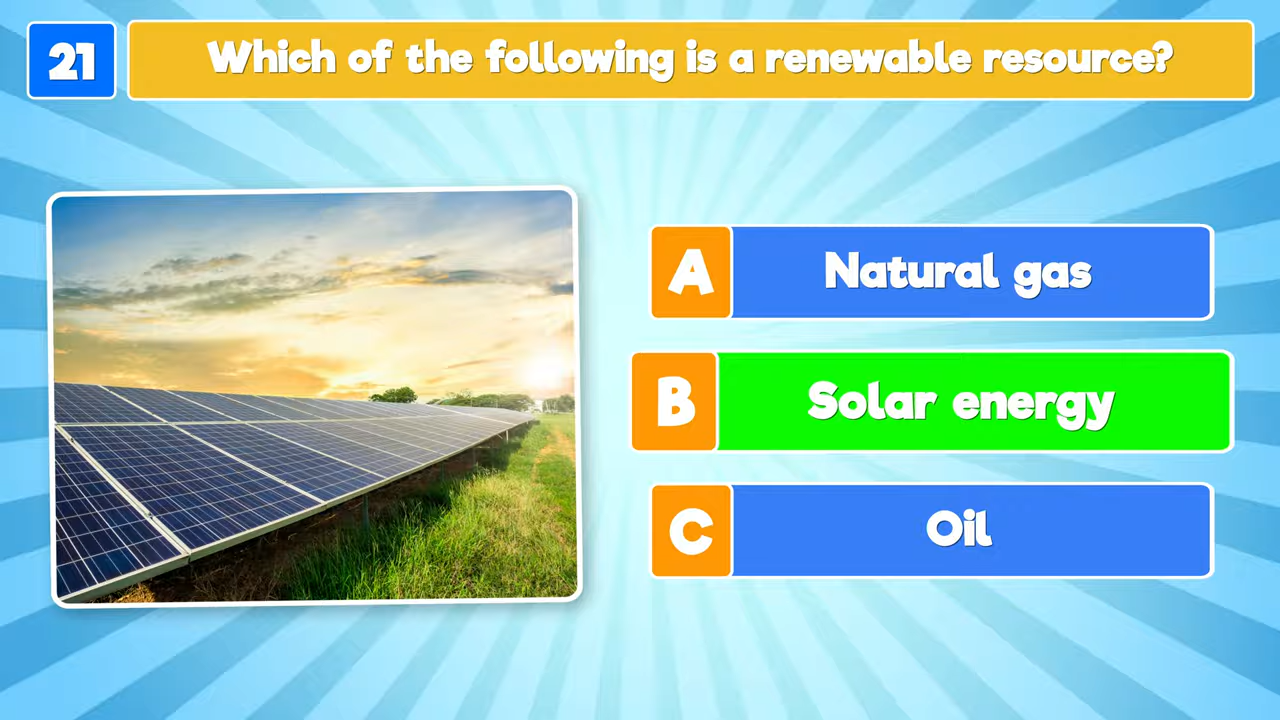 21
Which of the following is a renewable resource?
A
Natural gas
B
Solar energy
C
Oil